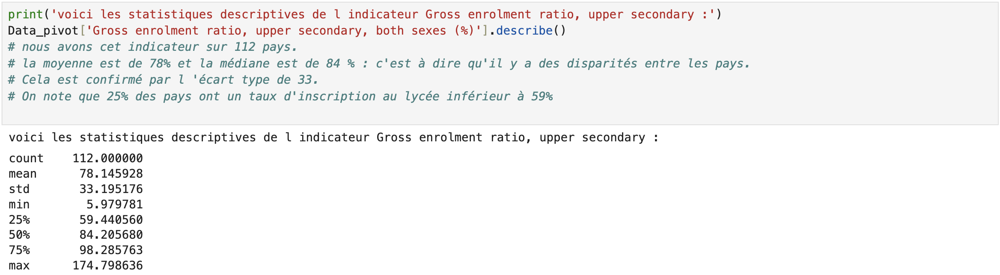 print('voici les statistiques descriptives de l indicateur Gross enrolment ratio, upper secondary :')
Data_pivot['Gross enrolment ratio, upper secondary, both sexes (%)'].describe()
# nous avons cet indicateur sur 112 pays.
# la moyenne est de 78% et la médiane est de 84 % : c'est à dire qu'il y a des disparités entre les pays.
# Cela est confirmé par l 'écart type de 33.
# On note que 25% des pays ont un taux d'inscription au lycée inférieur à 59%
voici les statistiques descriptives de l indicateur Gross enrolment ratio, upper secondary :
count    112.000000
mean      78.145928
std       33.195176
min        5.979781
25%       59.440560
50%       84.205680
75%       98.285763
max      174.798636